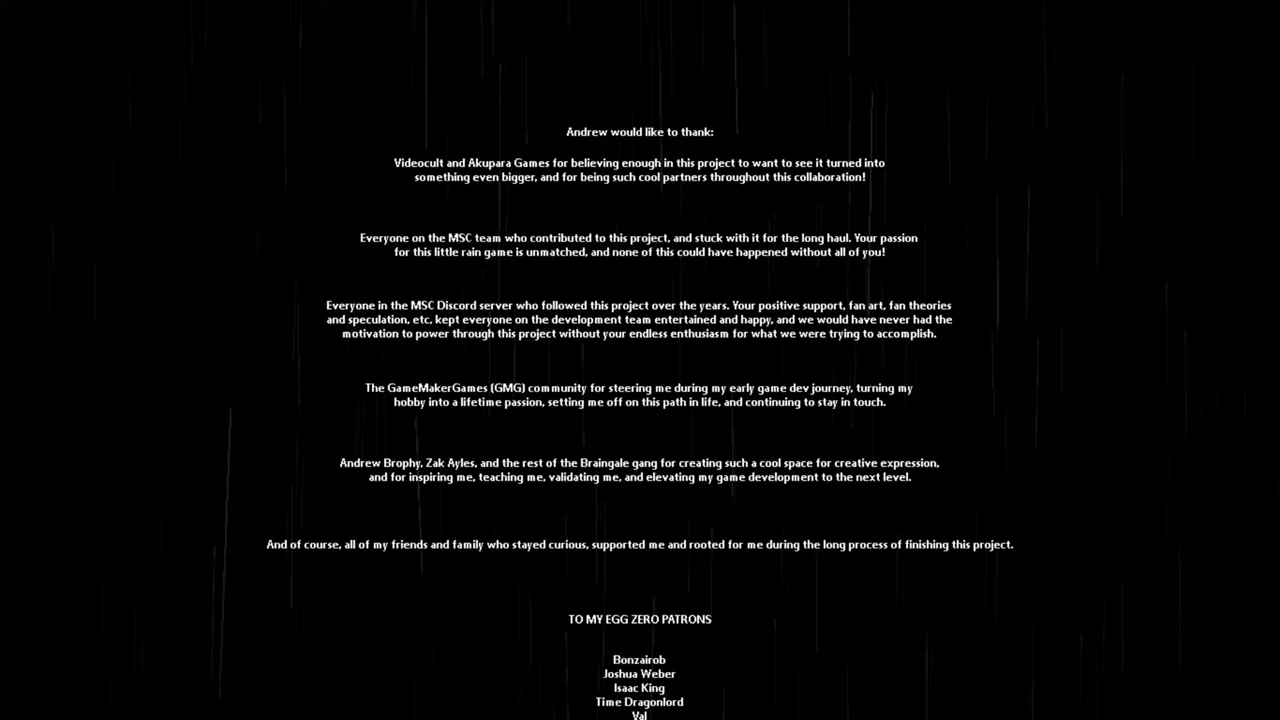 Andrew would like to thank:
Videocult and Akupara Games for believing enough in this project to want to see it turned into
something even bigger, and for being such cool partners throughout this collaboration!
Everyone on the MSC team who contributed to this project, and stuck with it for the long haul. Your passion
for this little rain game is unmatched, and none of this could have happened without all of you!
Everyone in the MSC Discord server who followed this project over the years. Your positive support, fan art, fan theories
and speculation, etc, kept everyone on the development team entertained and happy, and we would have never had the
motivation to power through this project without your endless enthusiasm for what we were trying to accomplish.
The GameMakerGames (GMG) community for steering me during my early game dev journey, turning my
hobby into a lifetime passion, setting me off on this path in life, and continuing to stay in touch.
Andrew Brophy, Zak Ayles, and the rest of the Braingale gang for creating such a cool space for creative expression,
and for inspiring me, teaching me, validating me, and elevating my game development to the next level.
And of course, all of my friends and family who stayed curious, supported me and rooted for me during the long process of finishing this project.
TO MY EGG ZERO PATRONS
Bonzairob
Joshua Weber
Isaac King
Time Dragonlord
Val